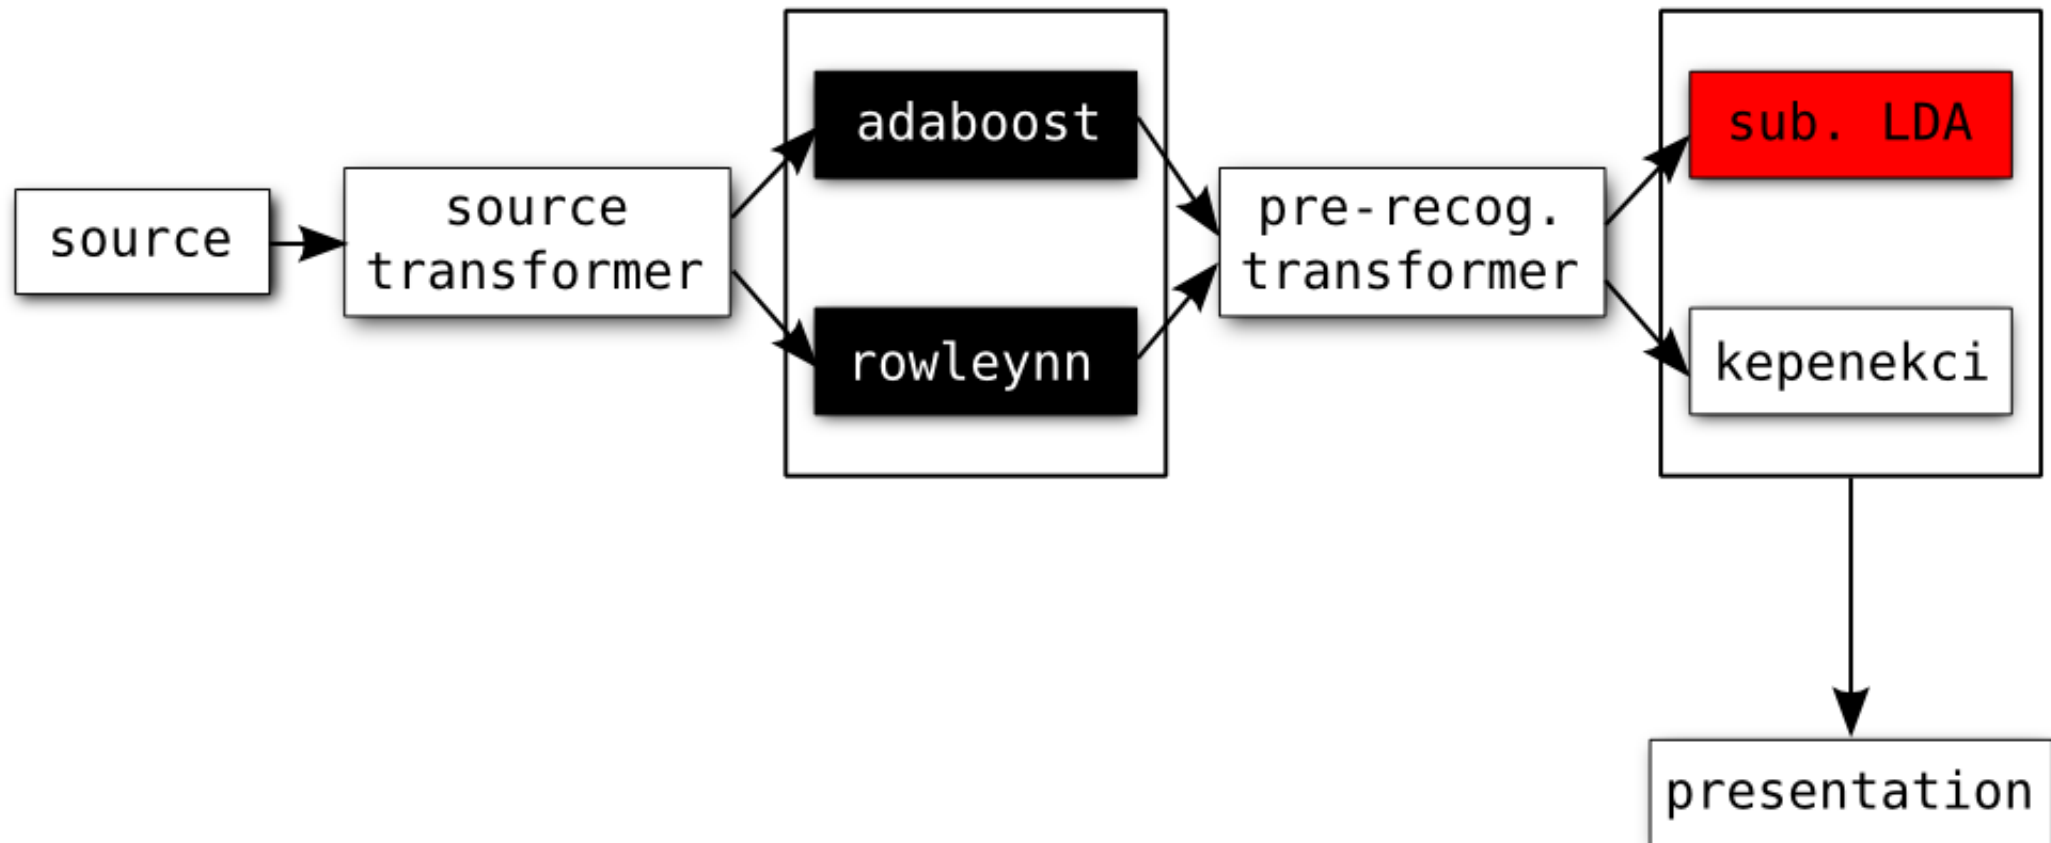 source
source
transformer
adaboost
rowleynn
pre-recog.
transformer
sub. LDA
kepenekci
presentation